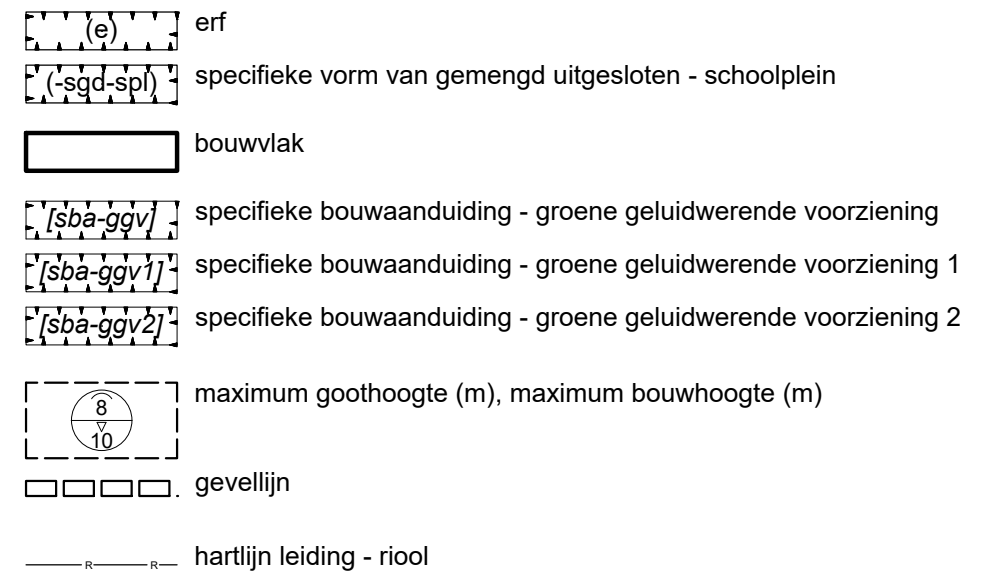 (e) erf
(-sgd-spl) specifieke vorm van gemengd uitgesloten - schoolplein
bouwvlak
[sba-ggv] specifieke bouwaanduiding - groene geluidwerende voorziening
[sba-ggv1] specifieke bouwaanduiding - groene geluidwerende voorziening 1
[sba-ggv2] specifieke bouwaanduiding - groene geluidwerende voorziening 2
8
10
maximum goothoogte (m), maximum bouwhoogte (m)
gevellijn
R R hartlijn leiding - riool